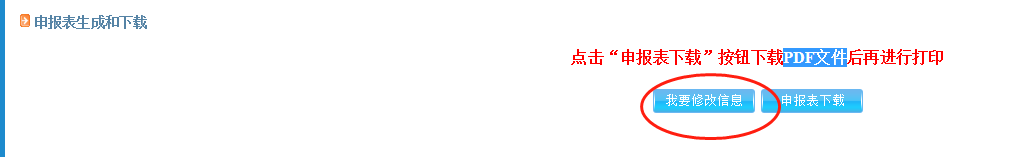 申报表生成和下载
点击“申报表下载”按钮下载PDF文件后再进行打印
我要修改信息 申报表下载